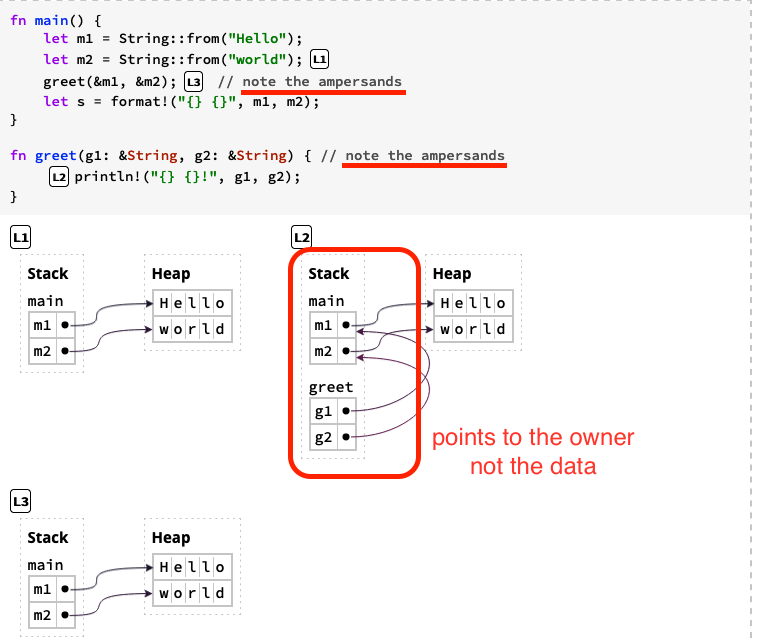 fn main() {
let m1 = String::from("Hello");
let m2 = String::from("world"); L1
greet(&m1, &m2); L3 // note the ampersands
let s = format!("{} {}", m1, m2);
}
fn greet(g1: &String, g2: &String) { // note the ampersands
L2 println!("{} {}!", g1, g2);
}
L1
Stack
main
m1
m2
Heap
Hello
world
L2
Stack
main
m1
m2
greet
g1
g2
Heap
Hello
world
points to the owner
not the data
L3
Stack
main
m1
m2
Heap
Hello
world